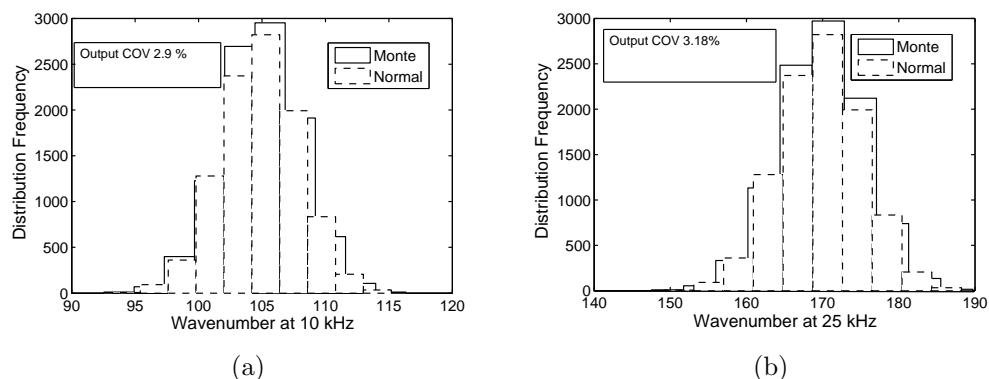 3000
2500
2000
1500
1000
500
0
Distribution Frequency
Output COV 2.9 %
Monte
Normal
90 95 100 105 110 115 120
Wavenumber at 10 kHz
(a)
3000
2500
2000
1500
1000
500
0
Distribution Frequency
Output COV 3.18%
Monte
Normal
140 150 160 170 180 190
Wavenumber at 25 kHz
(b)